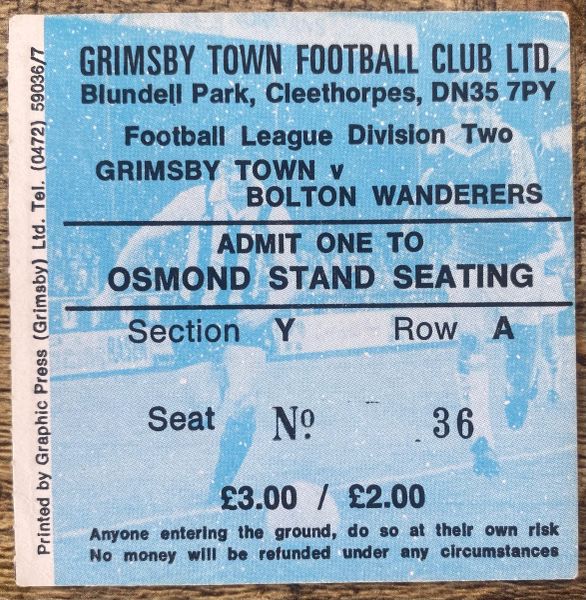 GRIMSBY TOWN FOOTBALL CLUB LTD.
Blundell Park, Cleethorpes, DN35 7PY
Football League Division Two
GRIMSBY TOWN v
BOLTON WANDERERS
ADMIT ONE TO
OSMOND STAND SEATING
Section Y Row A
Seat Nº 36
£3.00 / £2.00
Anyone entering the ground, do so at their own risk
No money will be refunded under any circumstances
Printed by Graphic Press (Grimsby) Ltd. Tel. (0472) 59036/7